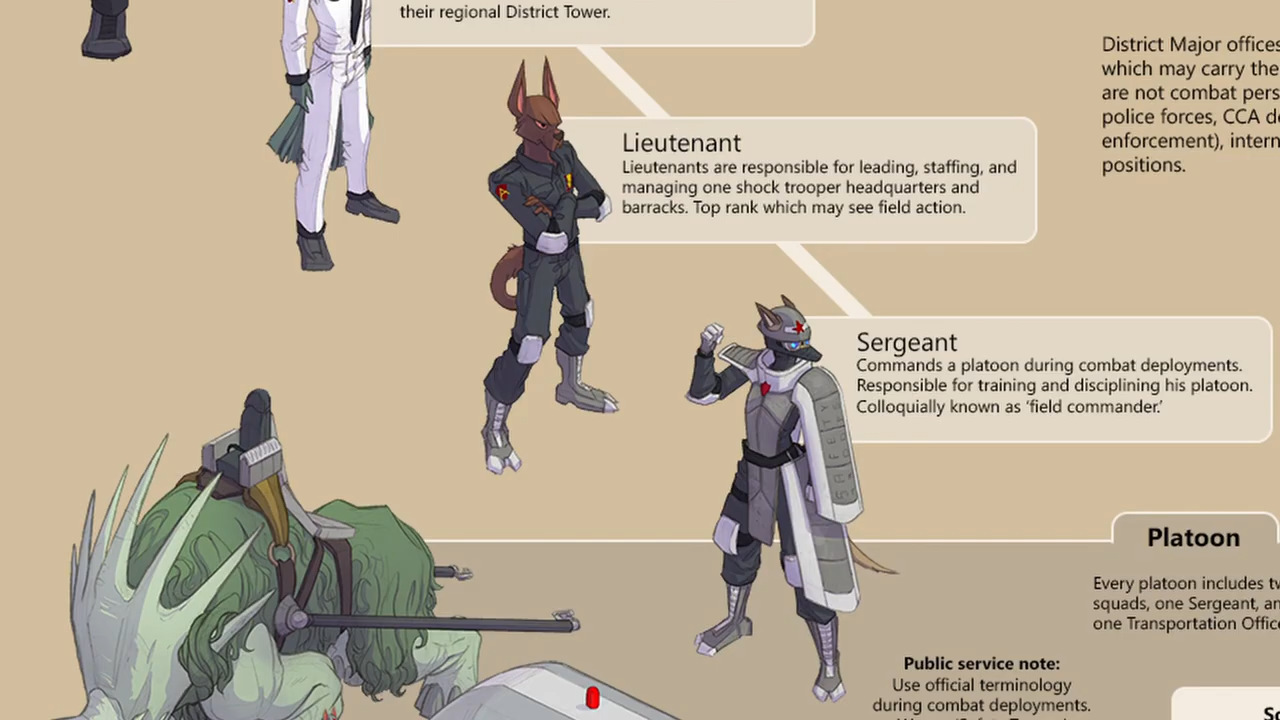 their regional District Tower.
District Major offices
which may carry the
are not combat pers
police forces, CCA d
enforcement), intern
positions.
Lieutenant
Lieutenants are responsible for leading, staffing, and
managing one shock trooper headquarters and
barracks. Top rank which may see field action.
Sergeant
Commands a platoon during combat deployments.
Responsible for training and disciplining his platoon.
Colloquially known as ‘field commander.’
SAFETY
Platoon
Every platoon includes tw
squads, one Sergeant, an
one Transportation Office
Public service note:
Use official terminology
during combat deployments.